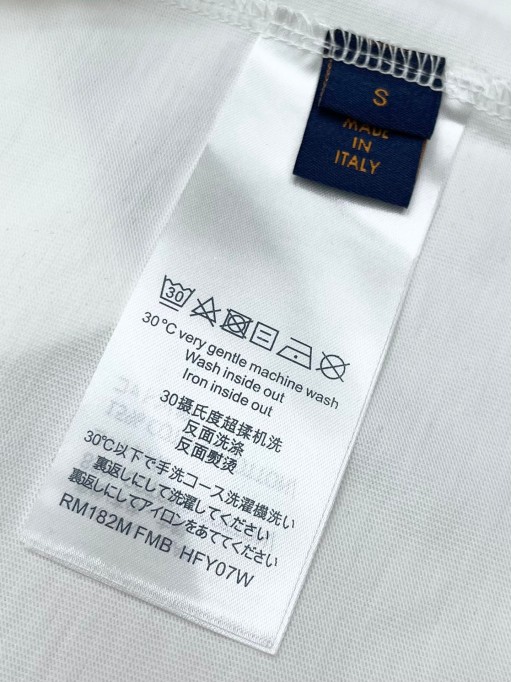 S
MADE
IN
ITALY
30
30°C very gentle machine wash
Wash inside out
Iron inside out
30摄氏度超揉机洗
反面洗涤
反面熨烫
30℃以下で手洗コース洗濯機洗い
裏返しにして洗濯してください
裏返しにしてアイロンをあててください
RM182M FMB HFY07W